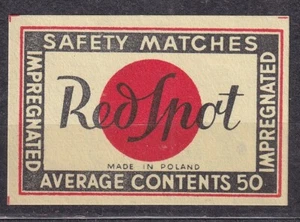 SAFETY MATCHES
IMPREGNATED
Red Spot
IMPREGNATED
MADE IN POLAND
AVERAGE CONTENTS 50